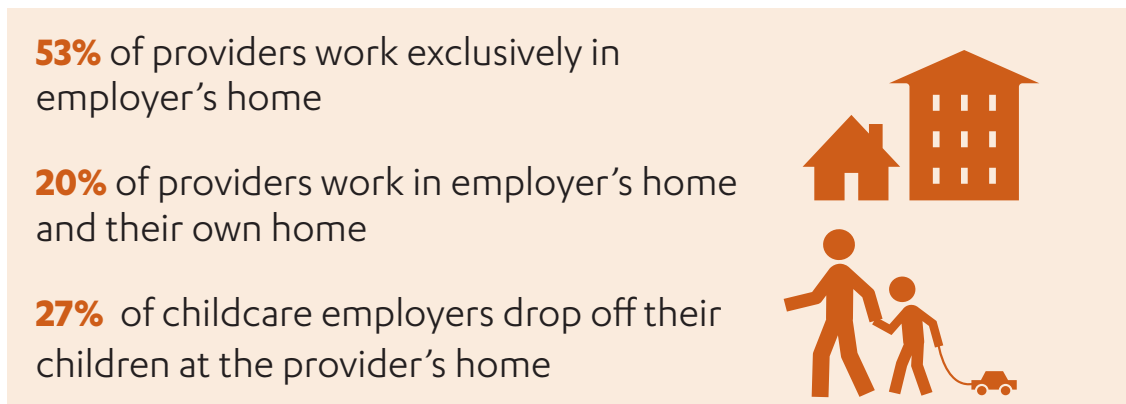 53% of providers work exclusively in
employer’s home
20% of providers work in employer’s home
and their own home
27% of childcare employers drop off their
children at the provider’s home